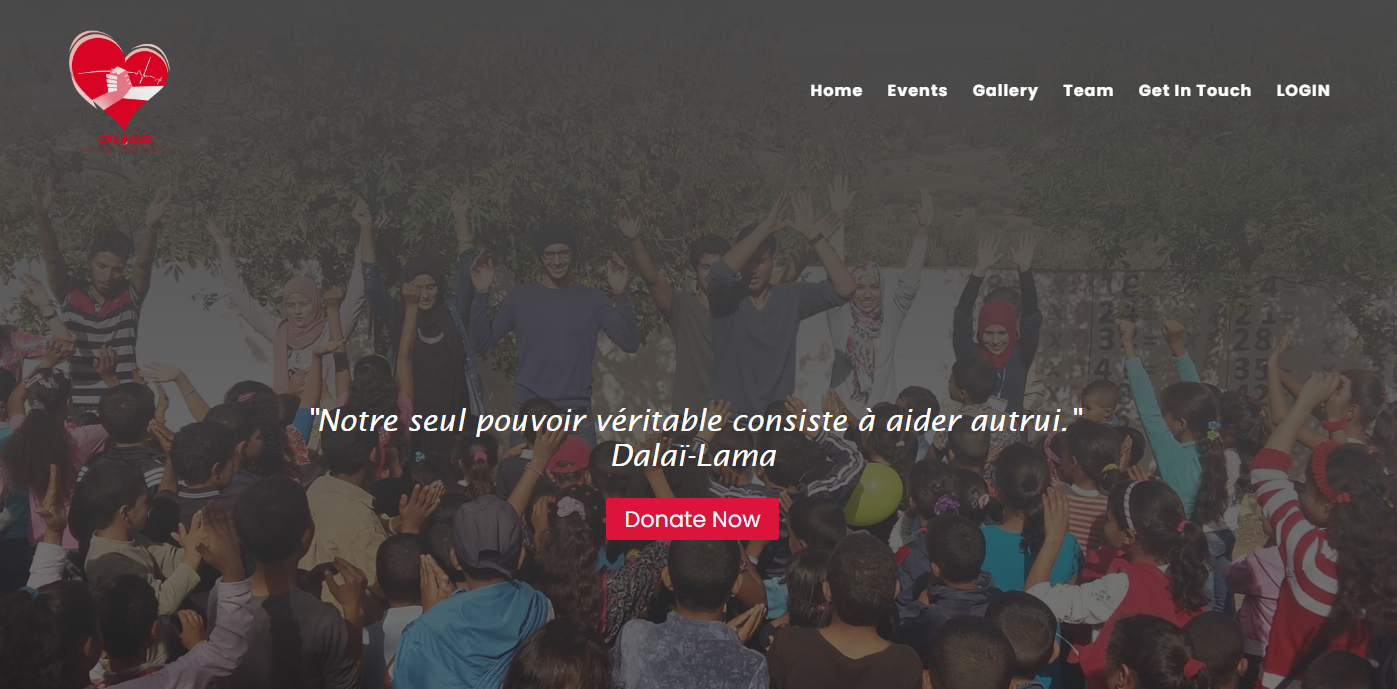 Home Events Gallery Team Get In Touch LOGIN
"Notre seul pouvoir véritable consiste à aider autrui."
Dalaï-Lama
Donate Now